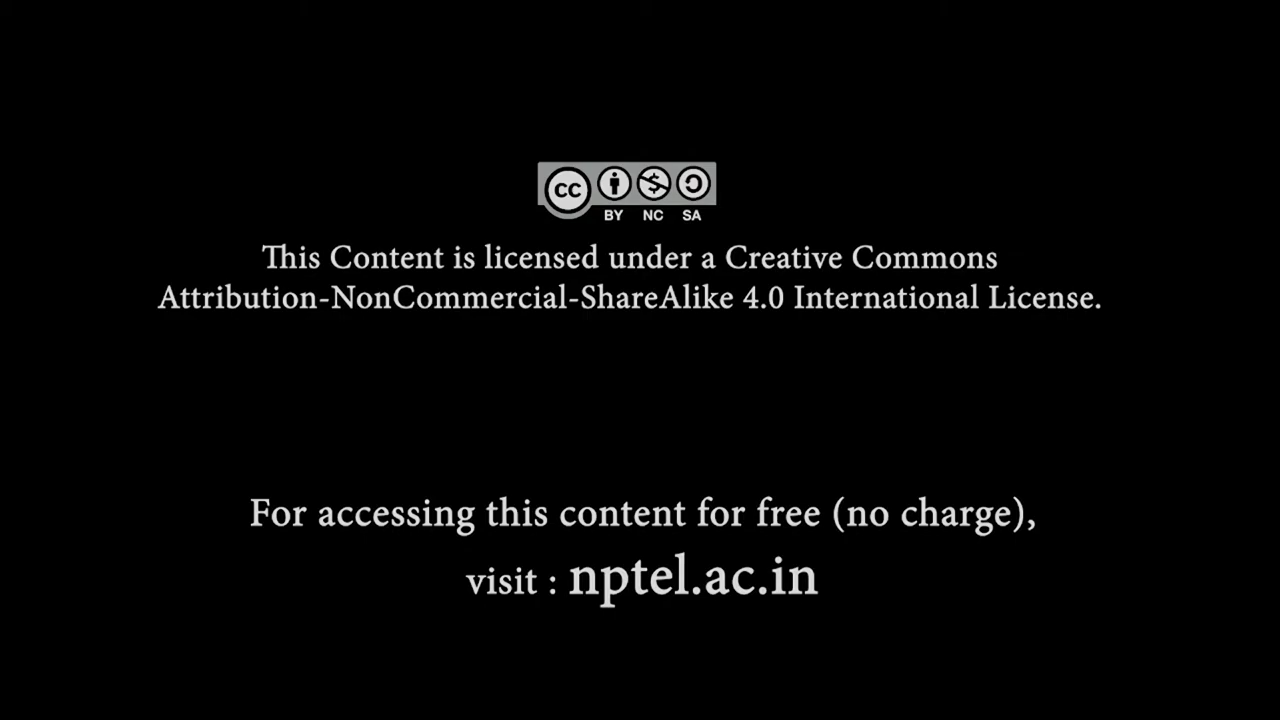 cc
BY NC SA
This Content is licensed under a Creative Commons
Attribution-NonCommercial-ShareAlike 4.0 International License.
For accessing this content for free (no charge),
visit : nptel.ac.in